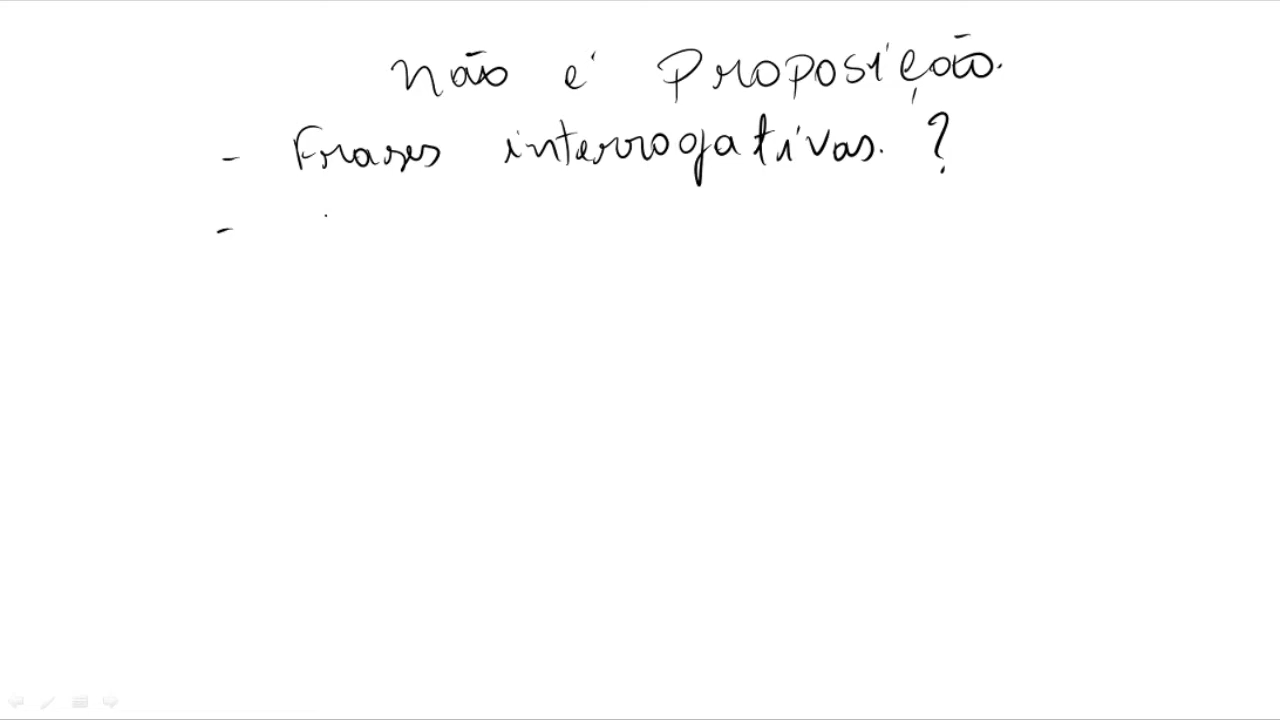 Não é Proposição.
- Frases interrogativas. ?
-